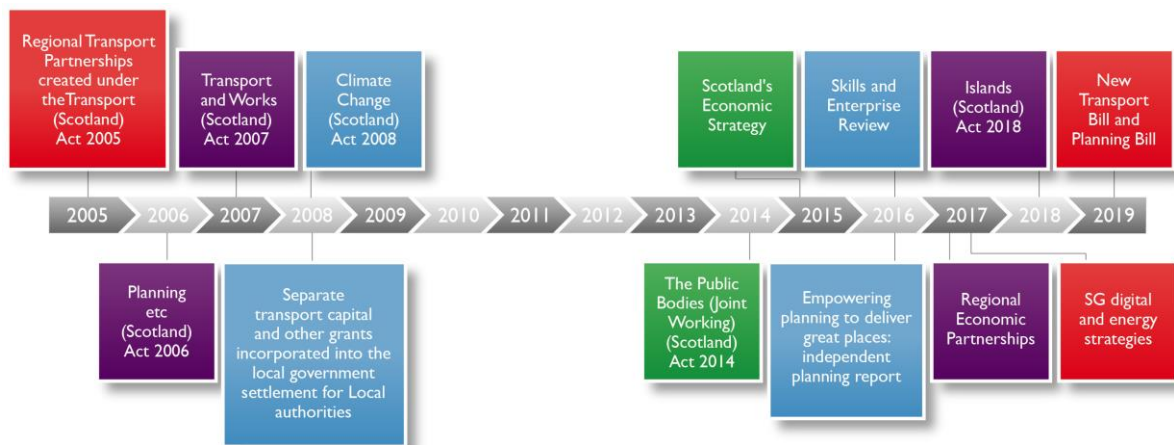 Regional Transport
Partnerships
created under
theTransport
(Scotland)
Act 2005
Transport
and Works
(Scotland)
Act 2007
Climate
Change
(Scotland)
Act 2008
Scotland's
Economic
Strategy
Skills and
Enterprise
Review
Islands
(Scotland)
Act 2018
New
Transport
Bill and
Planning Bill
2005
2006
2007
2008
2009
2010
2011
2012
2013
2014
2015
2016
2017
2018
2019
Planning
etc
(Scotland)
Act 2006
Separate
transport capital
and other grants
incorporated into the
local government
settlement for Local
authorities
The Public
Bodies (Joint
Working)
(Scotland)
Act 2014
Empowering
planning to deliver
great places:
independent
planning report
Regional
Economic
Partnerships
SG digital
and energy
strategies